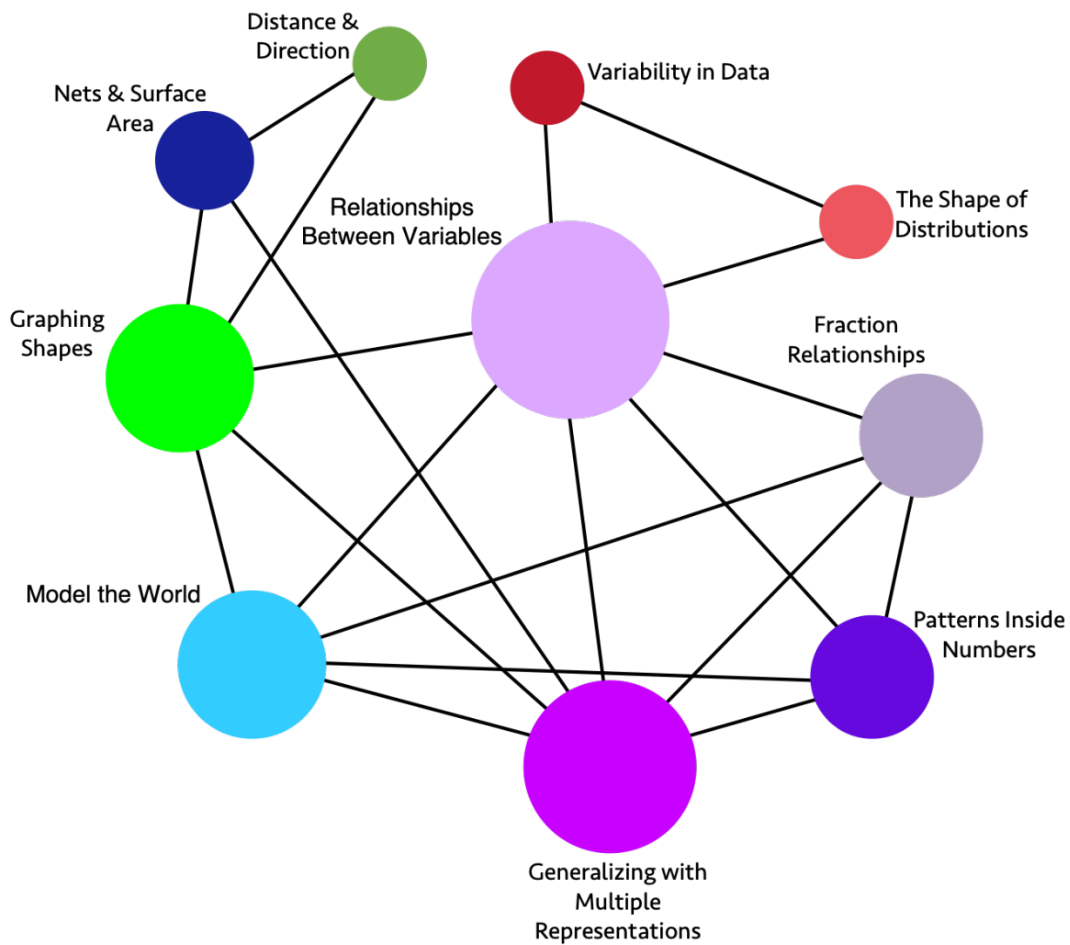 Distance &
Direction
Variability in Data
Nets & Surface
Area
The Shape of
Distributions
Relationships
Between Variables
Graphing
Shapes
Fraction
Relationships
Model the World
Patterns Inside
Numbers
Generalizing with
Multiple
Representations